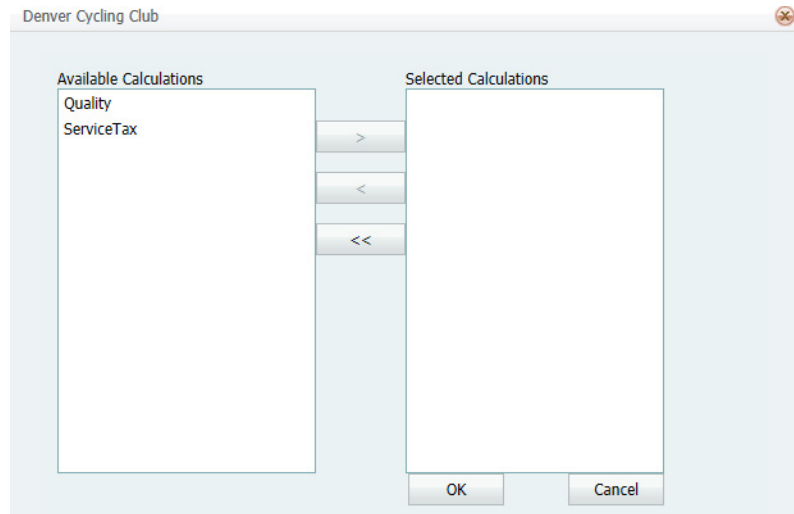 Denver Cycling Club
Available Calculations
Selected Calculations
Quality
ServiceTax
>
<
<<
OK
Cancel